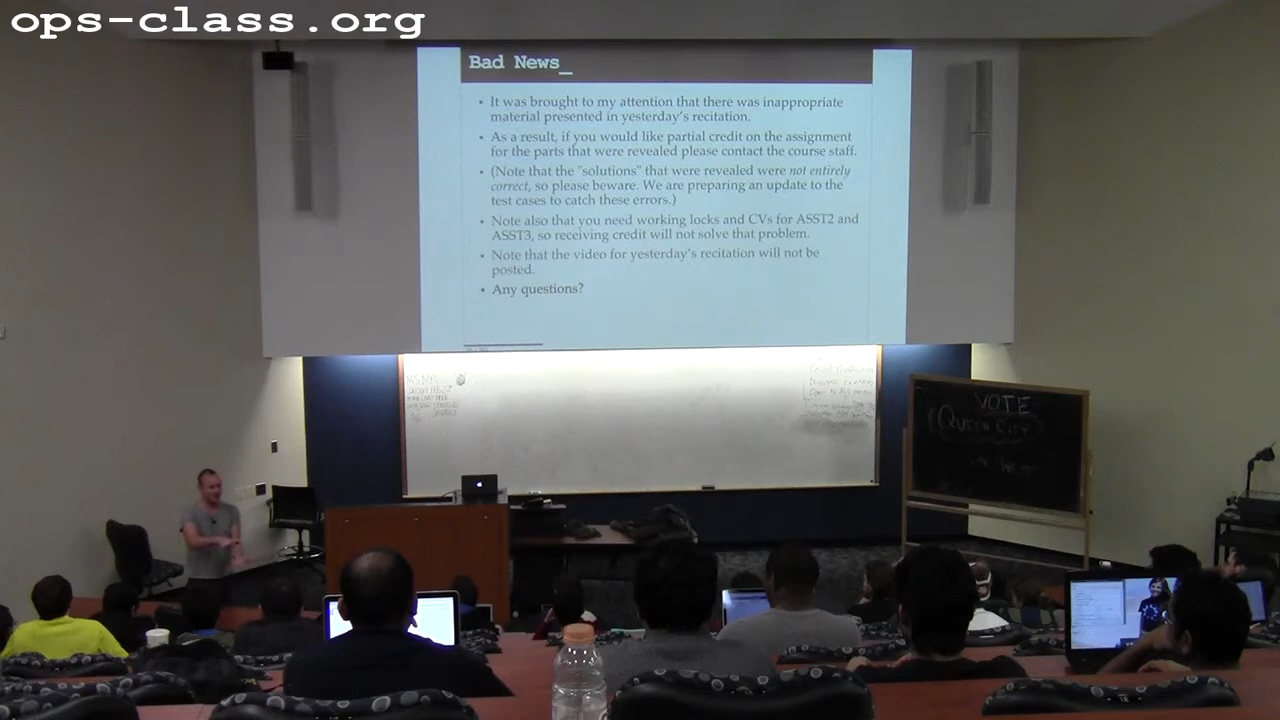 ops-class.org
Bad News_
• It was brought to my attention that there was inappropriate
material presented in yesterday's recitation.
• As a result, if you would like partial credit on the assignment
for the parts that were revealed please contact the course staff.
• (Note that the "solutions" that were revealed were not entirely
correct, so please beware. We are preparing an update to the
test cases to catch these errors.)
• Note also that you need working locks and CVs for ASST2 and
ASST3, so receiving credit will not solve that problem.
• Note that the video for yesterday's recitation will not be
posted.
• Any questions?
VOTE
QUEEN CITY